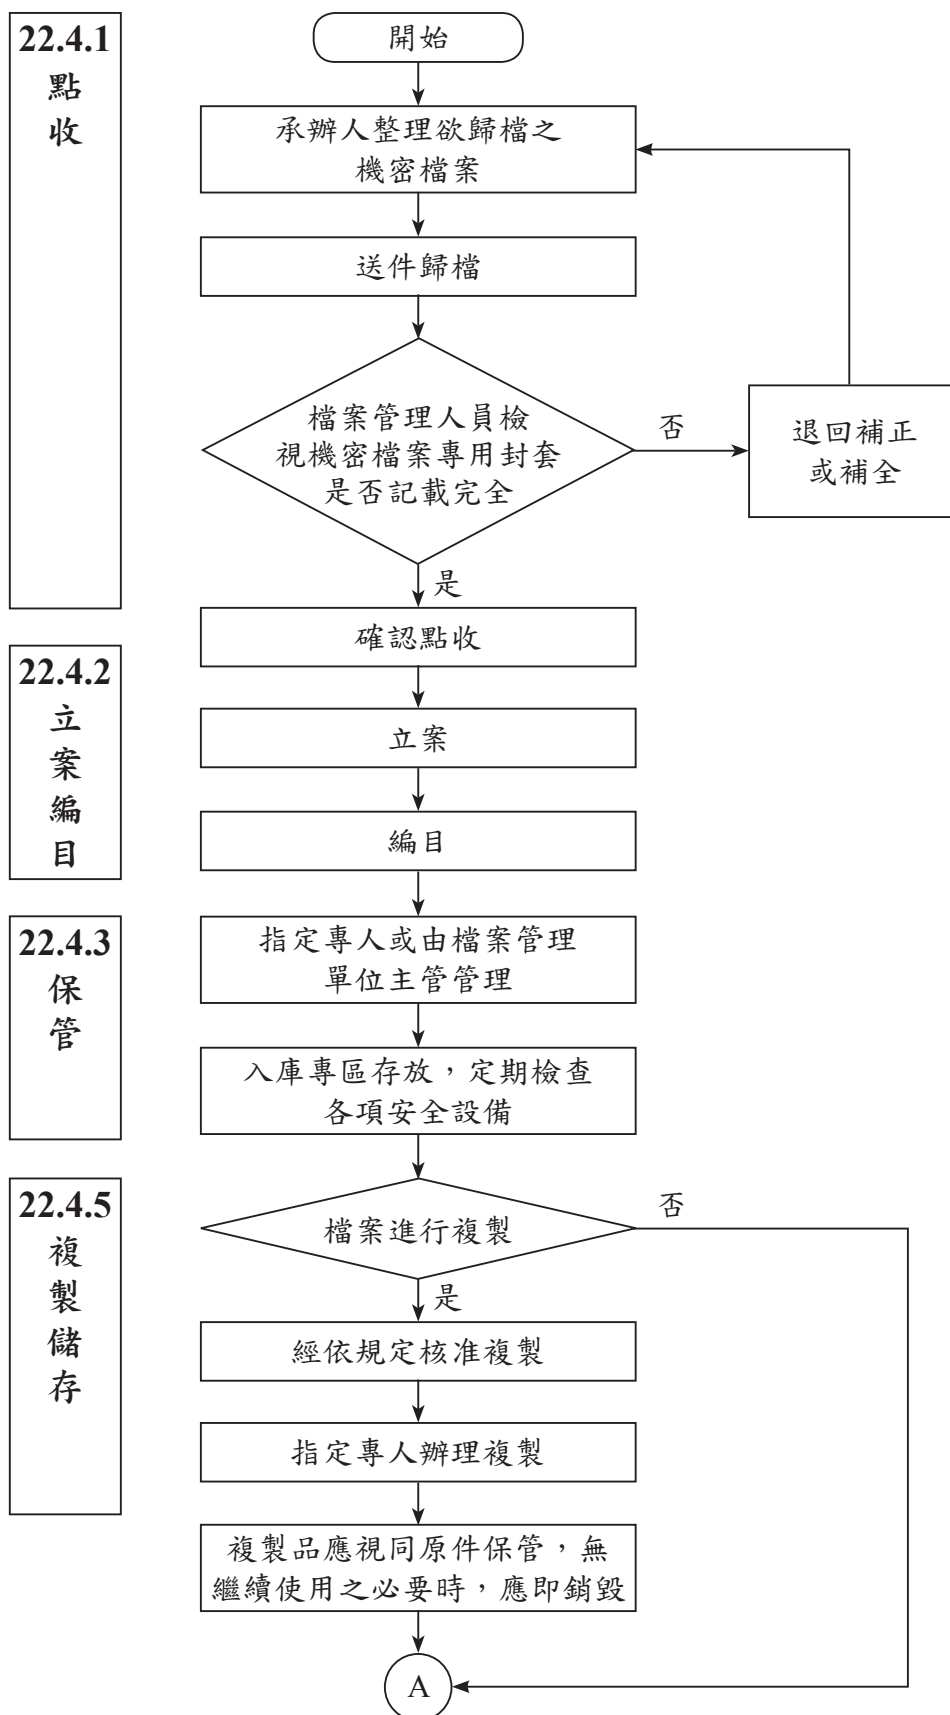 22.4.1
點
收
開始
承辦人整理欲歸檔之
機密檔案
送件歸檔
檔案管理人員檢
視機密檔案專用封套
是否記載完全
否
退回補正
或補全
是
確認點收
22.4.2
立
案
編
目
立案
編目
22.4.3
保
管
指定專人或由檔案管理
單位主管管理
入庫專區存放，定期檢查
各項安全設備
22.4.5
複
製
儲
存
檔案進行複製
否
是
經依規定核准複製
指定專人辦理複製
複製品應視同原件保管，無
繼續使用之必要時，應即銷毀
A